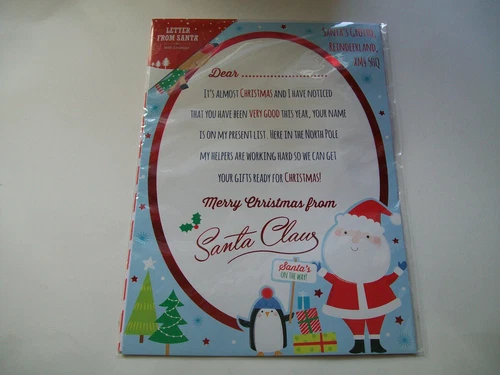 LETTER
FROM SANTA
SANTA'S GROTTO,
REINDEERLAND,
XM4 5HQ
Dear ........................
IT'S ALMOST CHRISTMAS AND I HAVE NOTICED
THAT YOU HAVE BEEN VERY GOOD THIS YEAR, YOUR NAME
IS ON MY PRESENT LIST. HERE IN THE NORTH POLE
MY HELPERS ARE WORKING HARD SO WE CAN GET
YOUR GIFTS READY FOR CHRISTMAS!
Merry Christmas from
Santa Claus
Santa's
ON THE WAY!